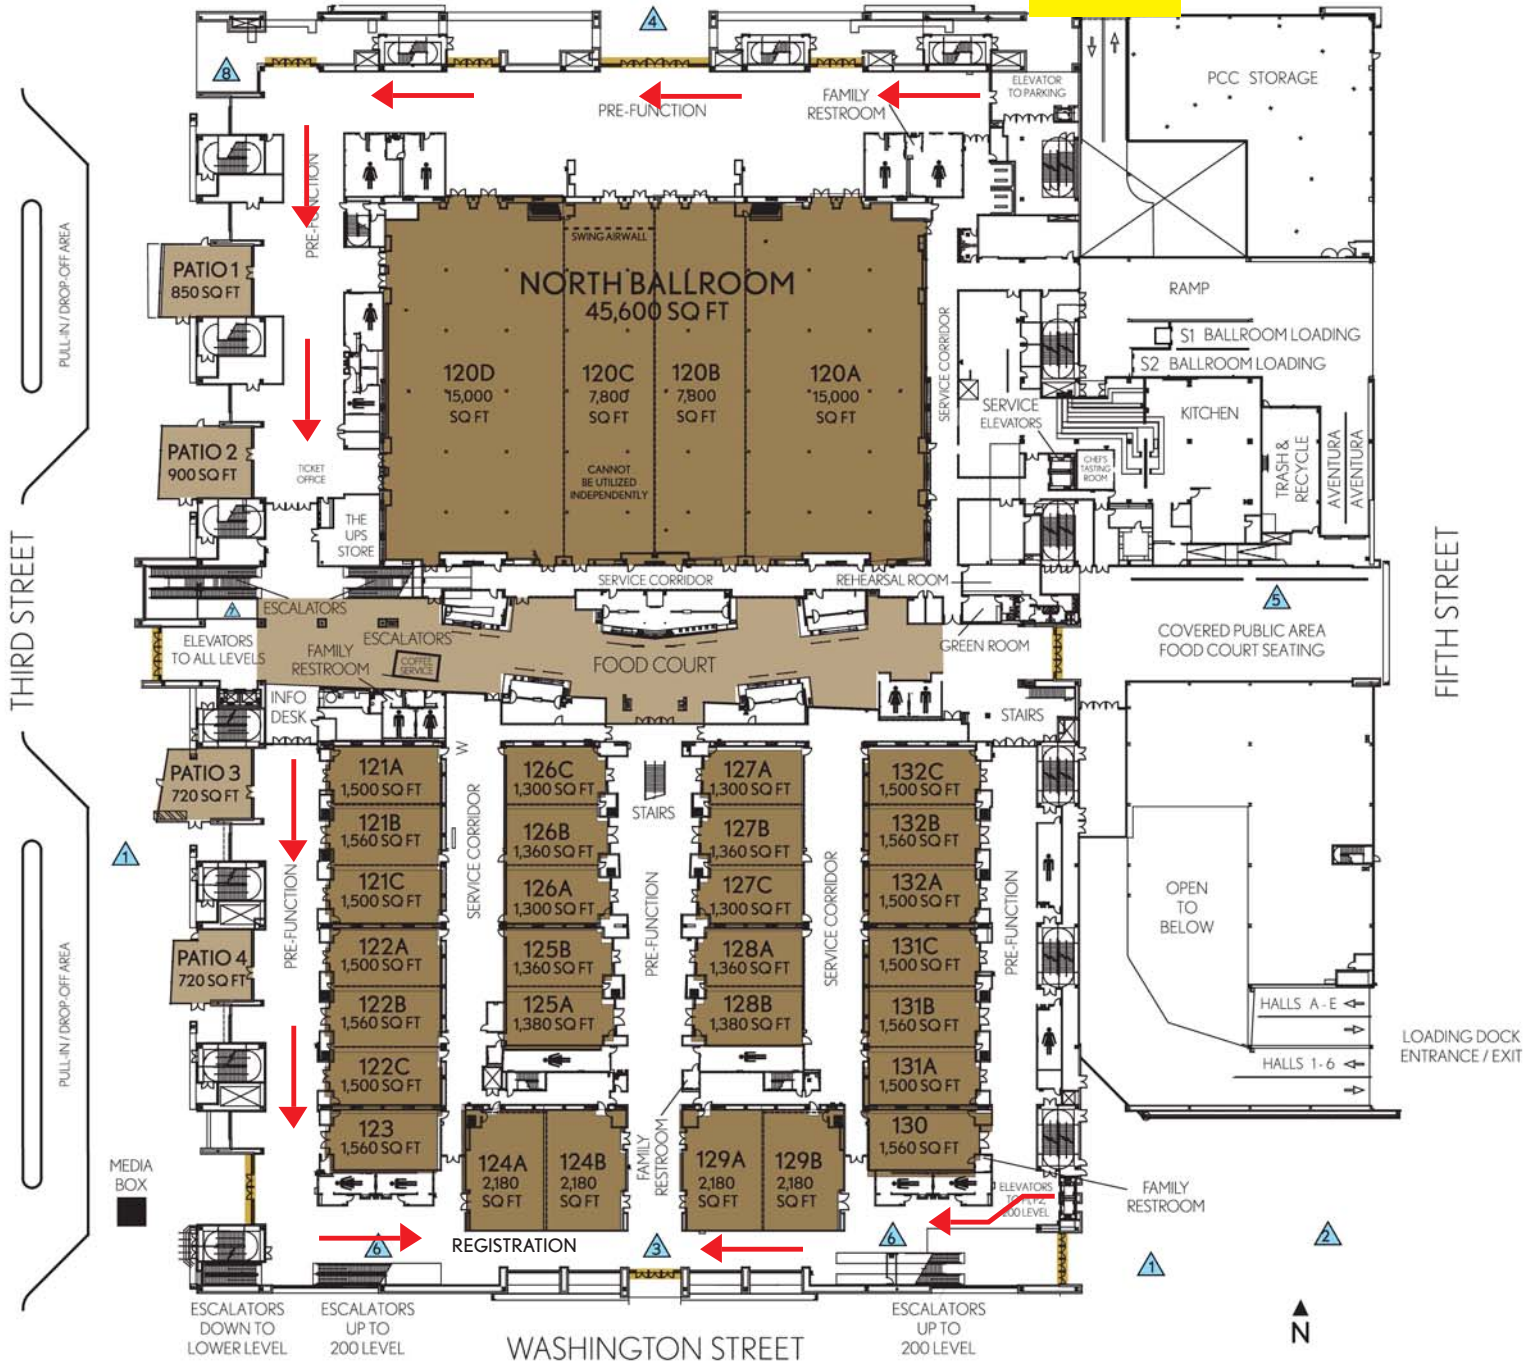 4
8
ELEVATOR
TO PARKING
PCC STORAGE
PRE-FUNCTION
FAMILY
RESTROOM
PRE-FUNCTION
PULL-IN / DROP-OFF AREA
PATIO 1
850 SQ FT
SWING AIRWALL
NORTH BALLROOM
45,600 SQ FT
RAMP
S1 BALLROOM LOADING
S2 BALLROOM LOADING
SERVICE CORRIDOR
120D
15,000
SQ FT
120C
7,800
SQ FT
120B
7,800
SQ FT
120A
15,000
SQ FT
SERVICE
ELEVATORS
KITCHEN
CHEF'S
TASTING
ROOM
TRASH &
RECYCLE
AVENTURA
AVENTURA
PATIO 2
900 SQ FT
TICKET
OFFICE
CANNOT
BE UTILIZED
INDEPENDENTLY
THE
UPS
STORE
THIRD STREET
FIFTH STREET
SERVICE CORRIDOR
REHEARSAL ROOM
7
ESCALATORS
5
ELEVATORS
TO ALL LEVELS
ESCALATORS
FAMILY
RESTROOM
COFFEE
SERVICE
FOOD COURT
GREEN ROOM
COVERED PUBLIC AREA
FOOD COURT SEATING
INFO
DESK
STAIRS
W
PATIO 3
720 SQ FT
121A
1,500 SQ FT
126C
1,300 SQ FT
127A
1,300 SQ FT
132C
1,500 SQ FT
STAIRS
121B
1,560 SQ FT
126B
1,360 SQ FT
127B
1,360 SQ FT
132B
1,560 SQ FT
1
SERVICE CORRIDOR
SERVICE CORRIDOR
121C
1,500 SQ FT
126A
1,300 SQ FT
127C
1,300 SQ FT
132A
1,500 SQ FT
PRE-FUNCTION
PRE-FUNCTION
PRE-FUNCTION
OPEN
TO
BELOW
PULL-IN / DROP-OFF AREA
PATIO 4
720 SQ FT
122A
1,500 SQ FT
125B
1,360 SQ FT
128A
1,360 SQ FT
131C
1,500 SQ FT
122B
1,560 SQ FT
125A
1,380 SQ FT
128B
1,380 SQ FT
131B
1,560 SQ FT
HALLS A - E
HALLS 1 - 6
LOADING DOCK
ENTRANCE / EXIT
122C
1,500 SQ FT
131A
1,500 SQ FT
123
1,560 SQ FT
130
1,560 SQ FT
FAMILY
RESTROOM
124A
2,180
SQ FT
124B
2,180
SQ FT
129A
2,180
SQ FT
129B
2,180
SQ FT
MEDIA
BOX
ELEVATORS
200 LEVEL
FAMILY
RESTROOM
6
REGISTRATION
3
6
2
1
ESCALATORS
DOWN TO
LOWER LEVEL
ESCALATORS
UP TO
200 LEVEL
WASHINGTON STREET
ESCALATORS
UP TO
200 LEVEL
N